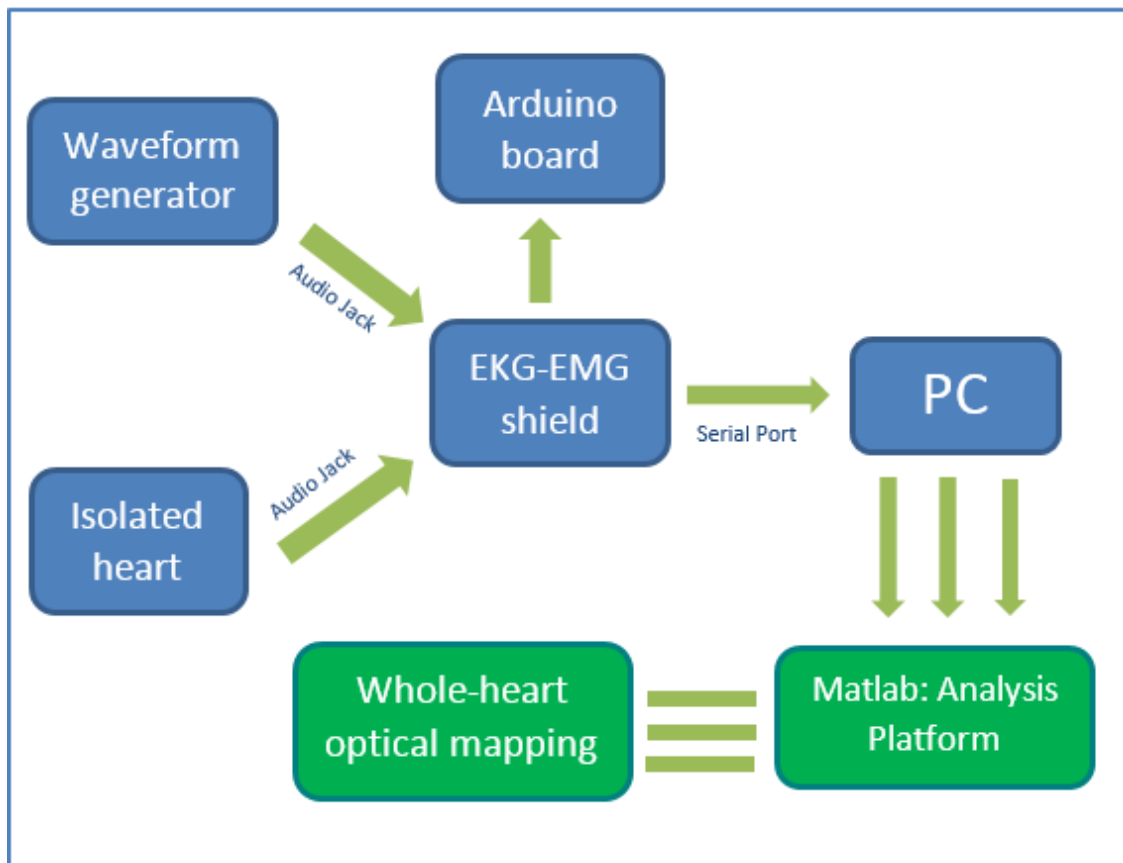 Arduino
board
Waveform
generator
Audio Jack
EKG-EMG
shield
PC
Serial Port
Audio Jack
Isolated
heart
Whole-heart
optical mapping
Matlab: Analysis
Platform